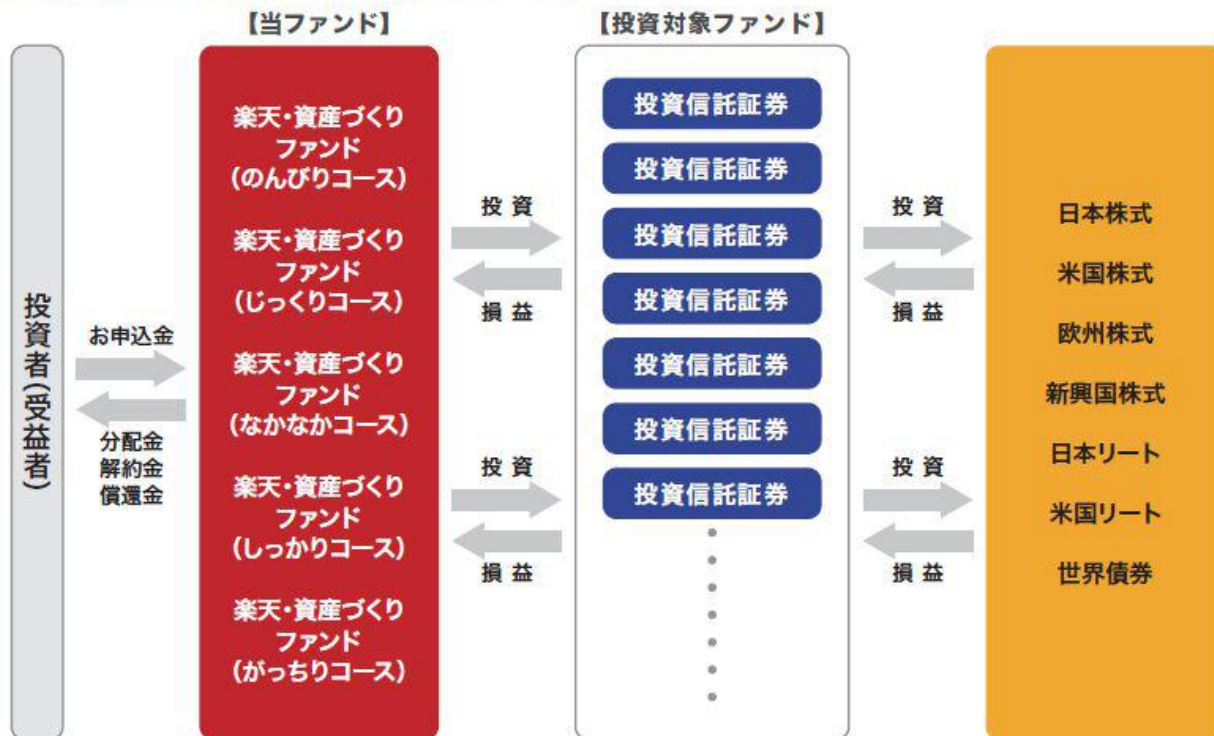 【当ファンド】
【投資対象ファンド】
投資者(受益者)
お申込金
分配金
解約金
償還金
楽天・資産づくり
ファンド
(のんびりコース)
楽天・資産づくり
ファンド
(じっくりコース)
楽天・資産づくり
ファンド
(なかなかコース)
楽天・資産づくり
ファンド
(しっかりコース)
楽天・資産づくり
ファンド
(がっちりコース)
投資
損益
投資
損益
投資信託証券
投資信託証券
投資信託証券
投資信託証券
投資信託証券
投資信託証券
投資信託証券
投資
損益
投資
損益
日本株式
米国株式
欧州株式
新興国株式
日本リート
米国リート
世界債券